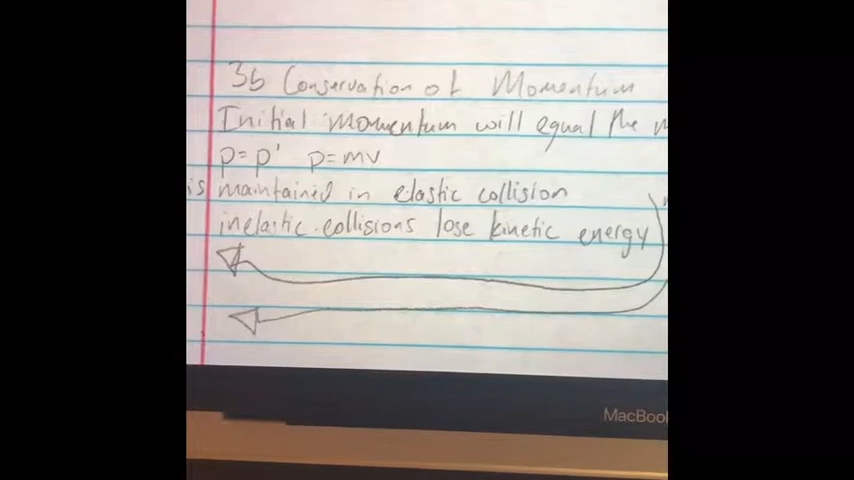 3b Conservation of Momentum
Initial momentum will equal the
p=p' p=mv
is maintained in elastic collision
inelastic collisions lose kinetic energy
MacBook